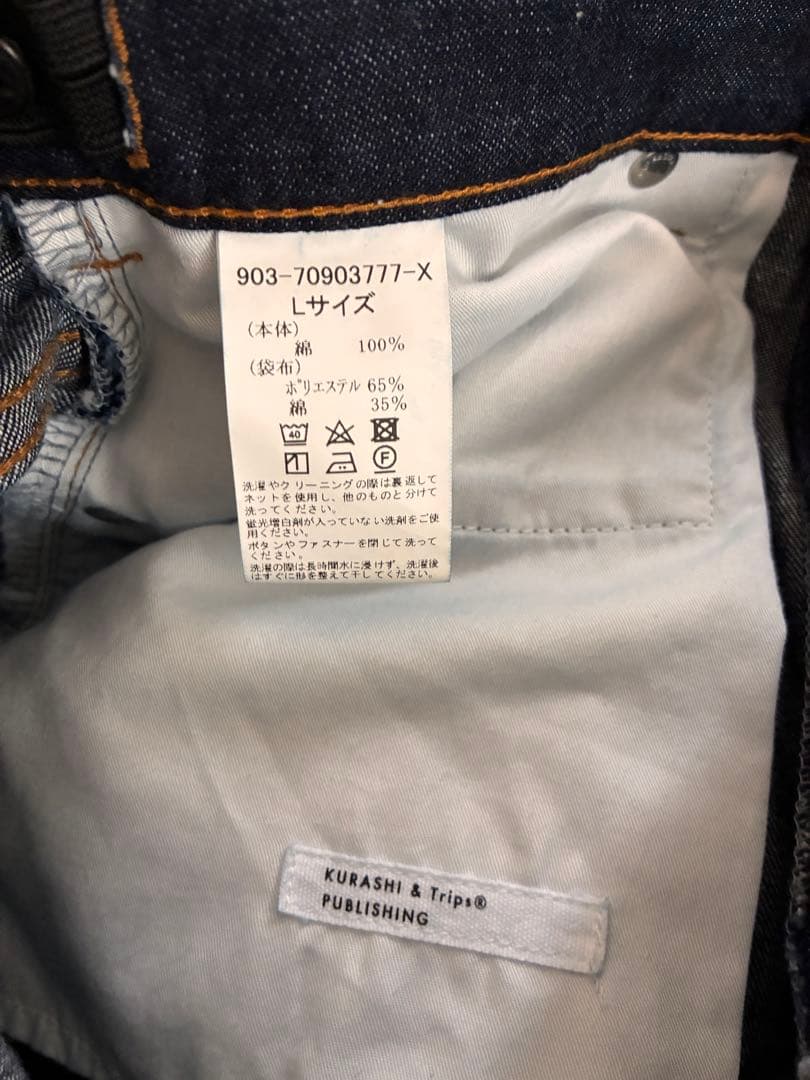 903-70903777-X
Lサイズ
(本体)
綿 100%
(袋布)
ポリエステル 65%
綿 35%
40
F
洗濯やクリーニングの際は裏返して
ネットを使用し、他のものと分けて
洗ってください。
蛍光増白剤が入っていない洗剤をご使
用ください。
ボタンやファスナーを閉じて洗って
ください。
洗濯の際は長時間水に浸けず、洗濯後
はすぐに形を整えて干してください。
KURASHI & Trips®
PUBLISHING